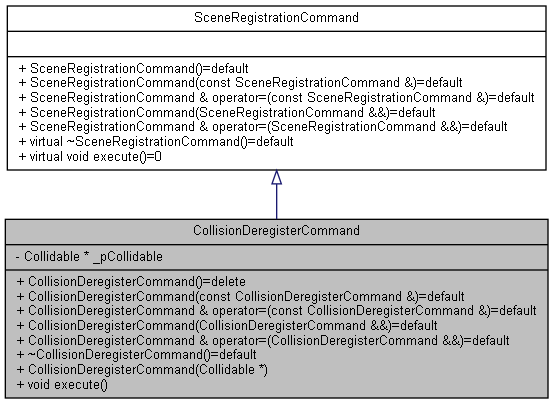 SceneRegistrationCommand
+ SceneRegistrationCommand()=default
+ SceneRegistrationCommand(const SceneRegistrationCommand &)=default
+ SceneRegistrationCommand & operator=(const SceneRegistrationCommand &)=default
+ SceneRegistrationCommand(SceneRegistrationCommand &&)=default
+ SceneRegistrationCommand & operator=(SceneRegistrationCommand &&)=default
+ virtual ~SceneRegistrationCommand()=default
+ virtual void execute()=0
CollisionDeregisterCommand
- Collidable * _pCollidable
+ CollisionDeregisterCommand()=delete
+ CollisionDeregisterCommand(const CollisionDeregisterCommand &)=default
+ CollisionDeregisterCommand & operator=(const CollisionDeregisterCommand &)=default
+ CollisionDeregisterCommand(CollisionDeregisterCommand &&)=default
+ CollisionDeregisterCommand & operator=(CollisionDeregisterCommand &&)=default
+ ~CollisionDeregisterCommand()=default
+ CollisionDeregisterCommand(Collidable *)
+ void execute()